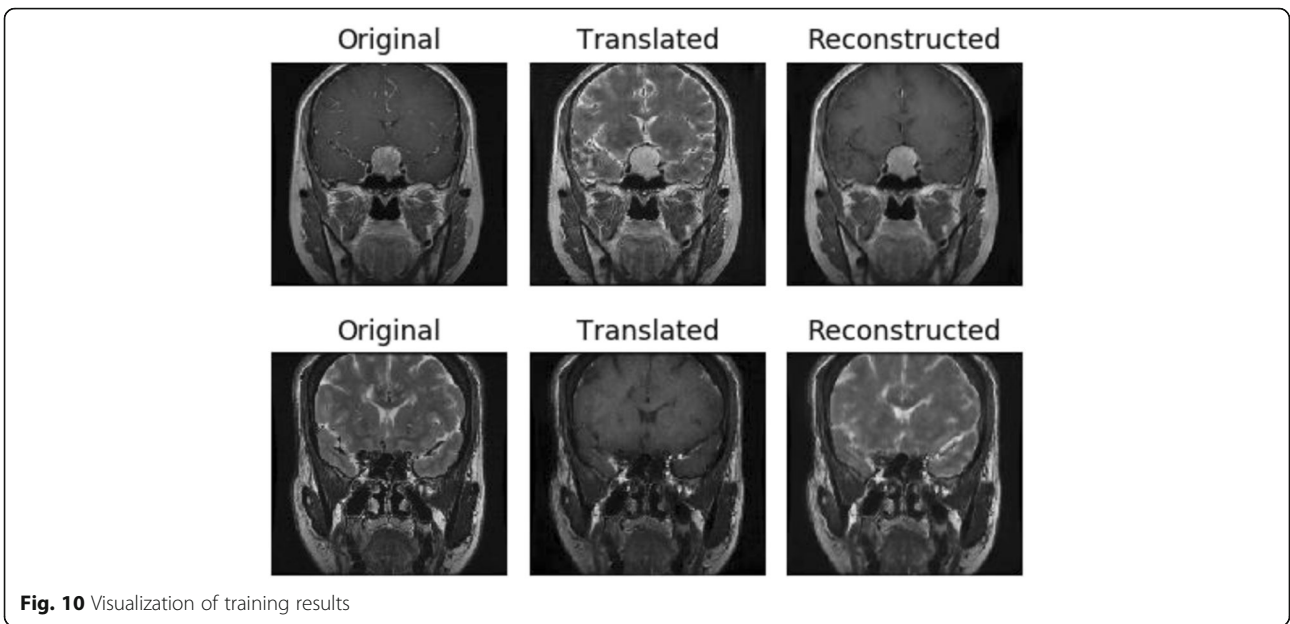 Original Translated Reconstructed
Original Translated Reconstructed
Fig. 10 Visualization of training results